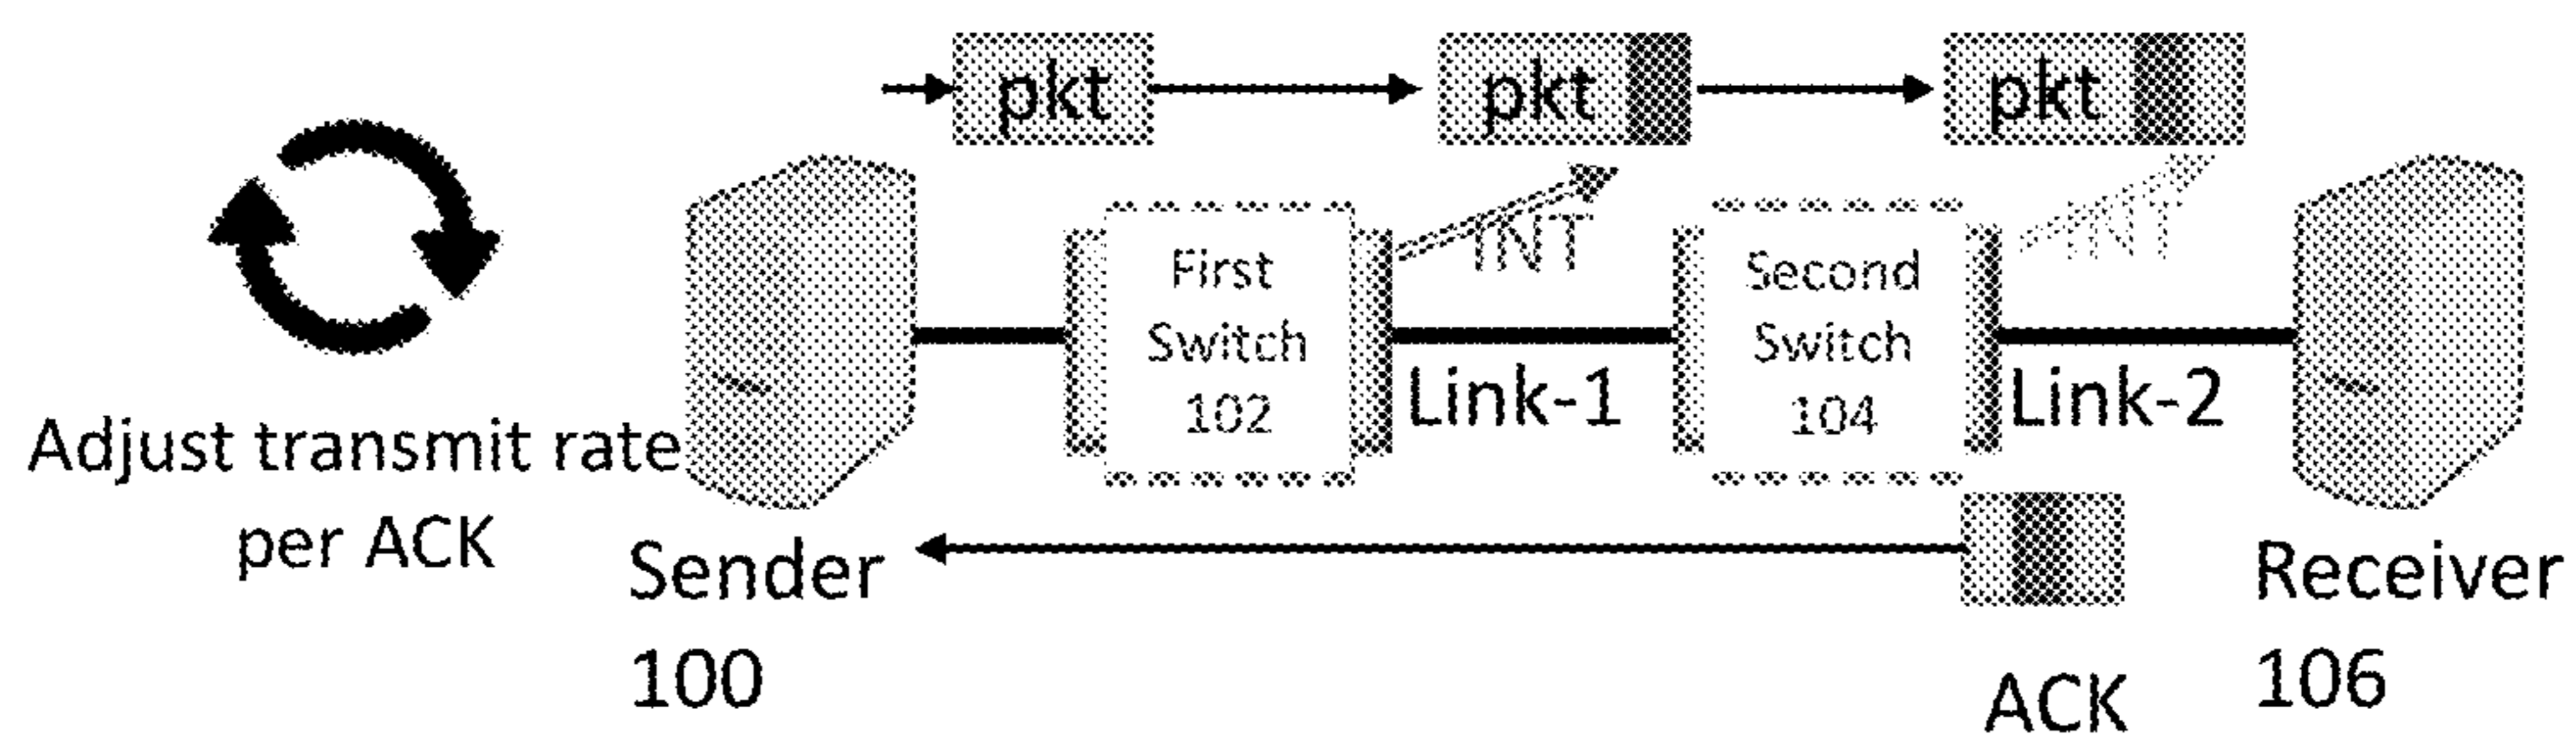 pkt
pkt
pkt
INT
INT
First
Switch
102
Second
Switch
104
Link-1
Link-2
Adjust transmit rate
per ACK
Sender
100
ACK
Receiver
106